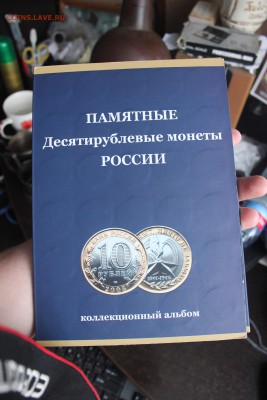 COINS.LAVE.RU
ПАМЯТНЫЕ
Десятирублевые монеты
РОССИИ
10
РУБЛЕЙ
коллекционный альбом